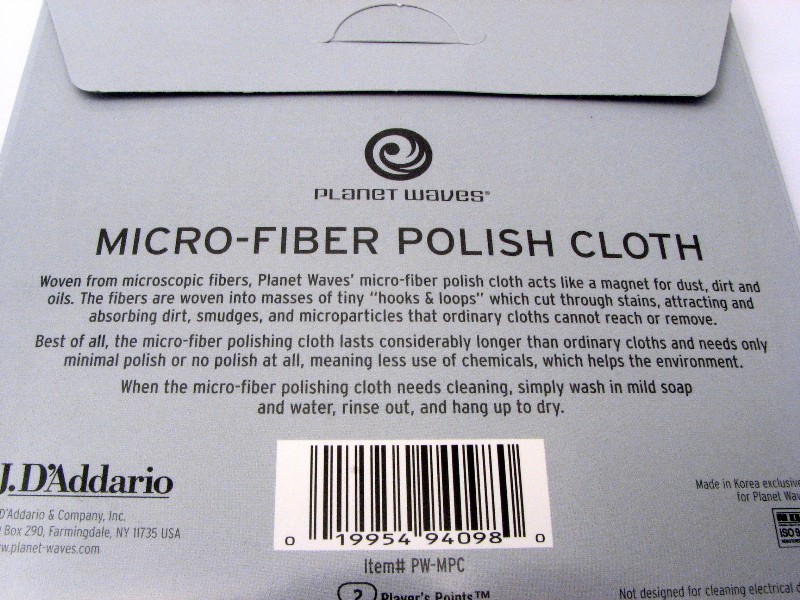 PLANET WAVES®
MICRO-FIBER POLISH CLOTH
Woven from microscopic fibers, Planet Waves' micro-fiber polish cloth acts like a magnet for dust, dirt and
oils. The fibers are woven into masses of tiny "hooks & loops" which cut through stains, attracting and
absorbing dirt, smudges, and microparticles that ordinary cloths cannot reach or remove.
Best of all, the micro-fiber polishing cloth lasts considerably longer than ordinary cloths and needs only
minimal polish or no polish at all, meaning less use of chemicals, which helps the environment.
When the micro-fiber polishing cloth needs cleaning, simply wash in mild soap
and water, rinse out, and hang up to dry.
J.D'Addario
D'Addario & Company, Inc.
Box 290, Farmingdale, NY 11735 USA
w.planet-waves.com
0 19954 94098 0
Item# PW-MPC
2 Player's Points™
Made in Korea exclusive
for Planet Wav
ISO 9
Not designed for cleaning electrical d